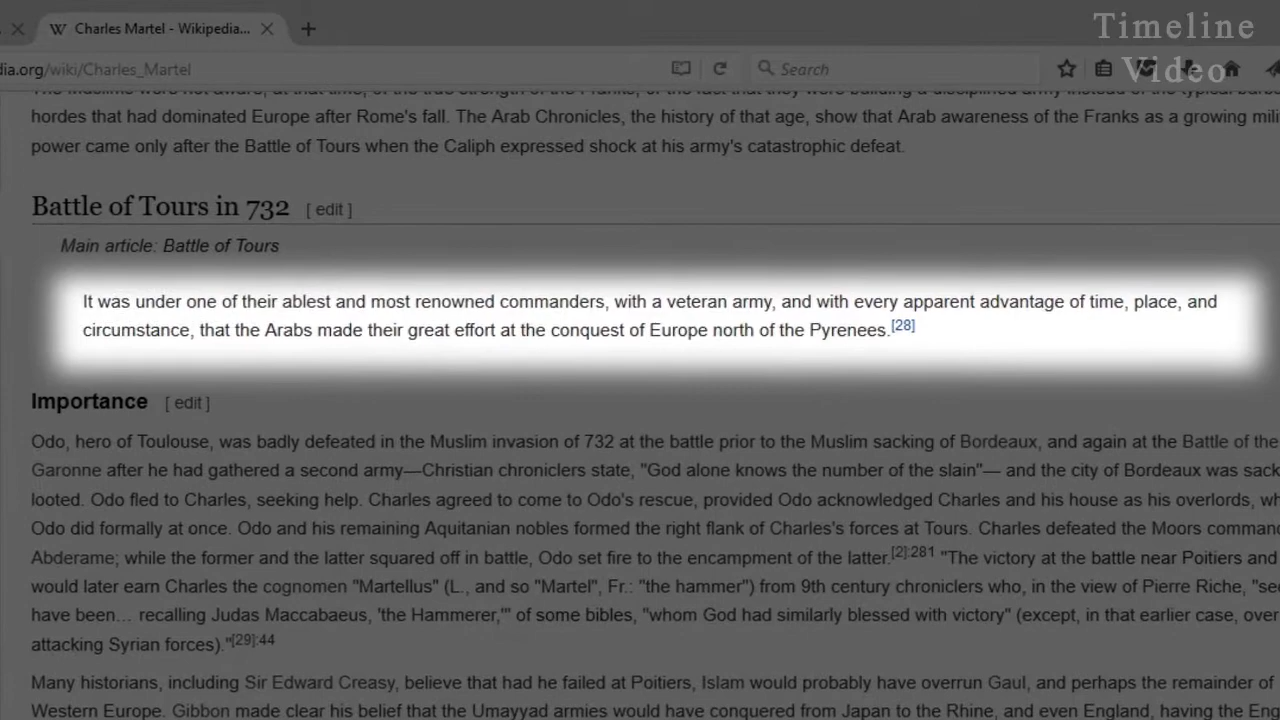 Timeline
Video
Charles Martel - Wikipedia...
dia.org/wiki/Charles_Martel
Search
hordes that had dominated Europe after Rome's fall. The Arab Chronicles, the history of that age, show that Arab awareness of the Franks as a growing mili
power came only after the Battle of Tours when the Caliph expressed shock at his army's catastrophic defeat.
Battle of Tours in 732 [ edit ]
Main article: Battle of Tours
It was under one of their ablest and most renowned commanders, with a veteran army, and with every apparent advantage of time, place, and
circumstance, that the Arabs made their great effort at the conquest of Europe north of the Pyrenees.[28]
Importance [ edit ]
Odo, hero of Toulouse, was badly defeated in the Muslim invasion of 732 at the battle prior to the Muslim sacking of Bordeaux, and again at the Battle of the
Garonne after he had gathered a second army—Christian chroniclers state, "God alone knows the number of the slain"— and the city of Bordeaux was sack
looted. Odo fled to Charles, seeking help. Charles agreed to come to Odo's rescue, provided Odo acknowledged Charles and his house as his overlords, wh
Odo did formally at once. Odo and his remaining Aquitanian nobles formed the right flank of Charles's forces at Tours. Charles defeated the Moors comman
Abderame; while the former and the latter squared off in battle, Odo set fire to the encampment of the latter.[2]:281 "The victory at the battle near Poitiers and
would later earn Charles the cognomen "Martellus" (L., and so "Martel", Fr.: "the hammer") from 9th century chroniclers who, in the view of Pierre Riche, "see
have been... recalling Judas Maccabaeus, 'the Hammerer,'" of some bibles, "whom God had similarly blessed with victory" (except, in that earlier case, over
attacking Syrian forces)."[29]:44
Many historians, including Sir Edward Creasy, believe that had he failed at Poitiers, Islam would probably have overrun Gaul, and perhaps the remainder of
Western Europe. Gibbon made clear his belief that the Umayyad armies would have conquered from Japan to the Rhine, and even England, having the Eng